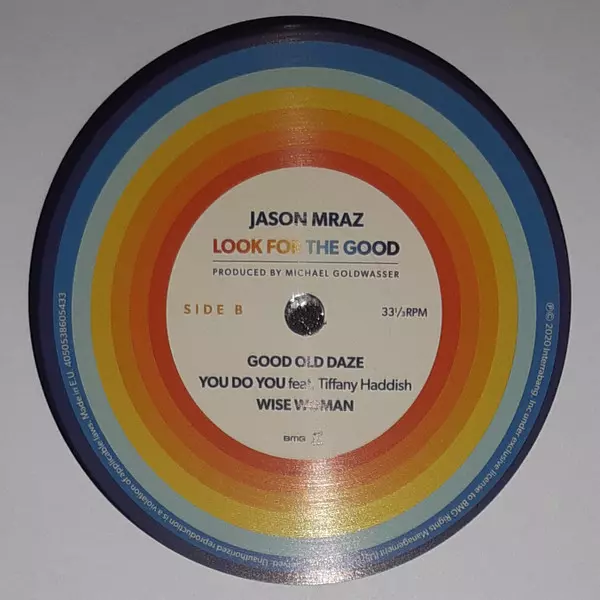 JASON MRAZ
LOOK FOR THE GOOD
PRODUCED BY MICHAEL GOLDWASSER
SIDE B
33⅓RPM
GOOD OLD DAZE
YOU DO YOU feat. Tiffany Haddish
WISE WOMAN
BMG
℗© 2020 Interrabang, Inc under exclusive license to BMG Rights Management (US)
Unauthorized reproduction is a violation of applicable laws. Made in E.U. 4050538605433